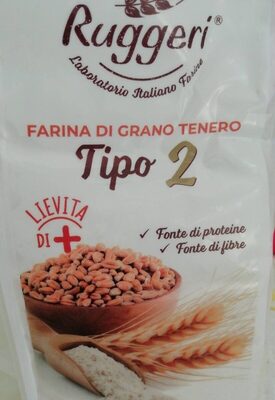 Ruggeri®
Laboratorio Italiano Farine
FARINA DI GRANO TENERO
Tipo 2
LIEVITA
DI +
✓ Fonte di proteine
✓ Fonte di fibre